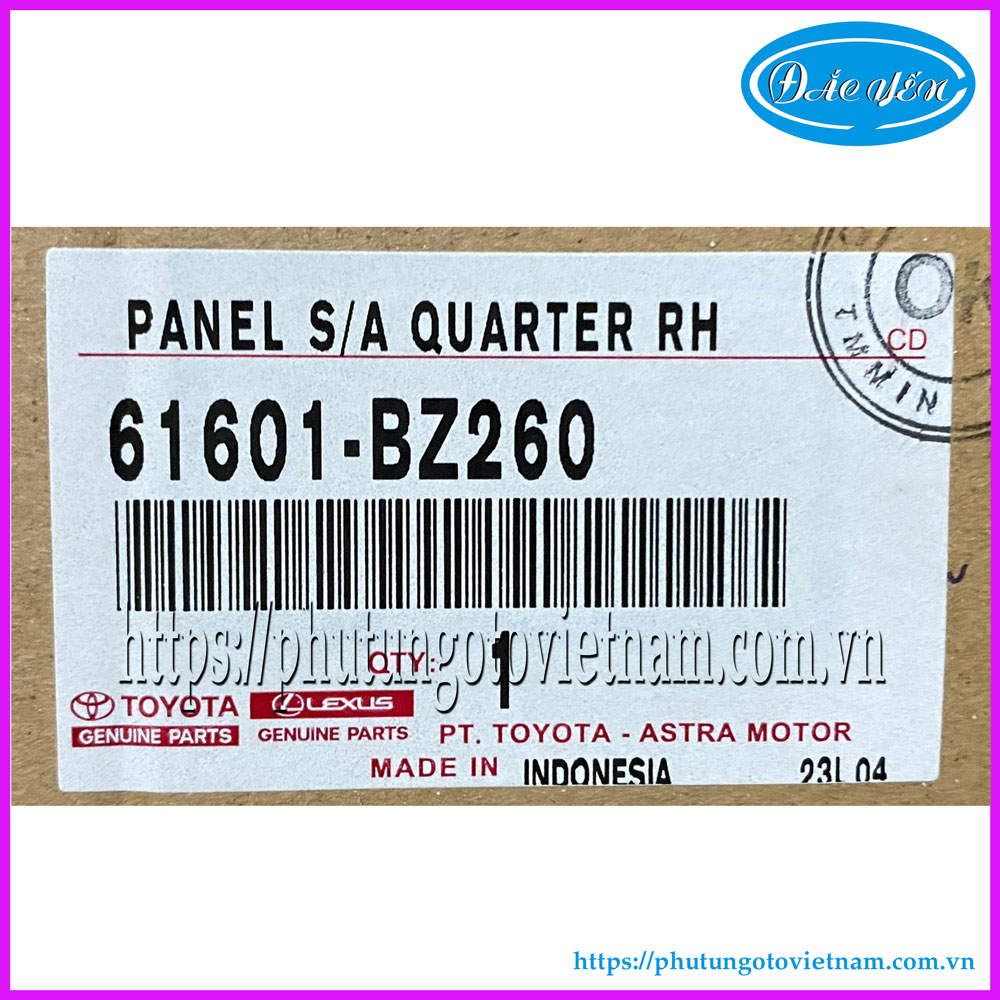 ĐẮC YẾN
PANEL S/A QUARTER RH
CD
TMMIN
61601-BZ260
https://phutungotovietnam.com.vn
QTY: 1
TOYOTA LEXUS
GENUINE PARTS GENUINE PARTS PT. TOYOTA - ASTRA MOTOR
MADE IN INDONESIA 23L 04
https://phutungotovietnam.com.vn